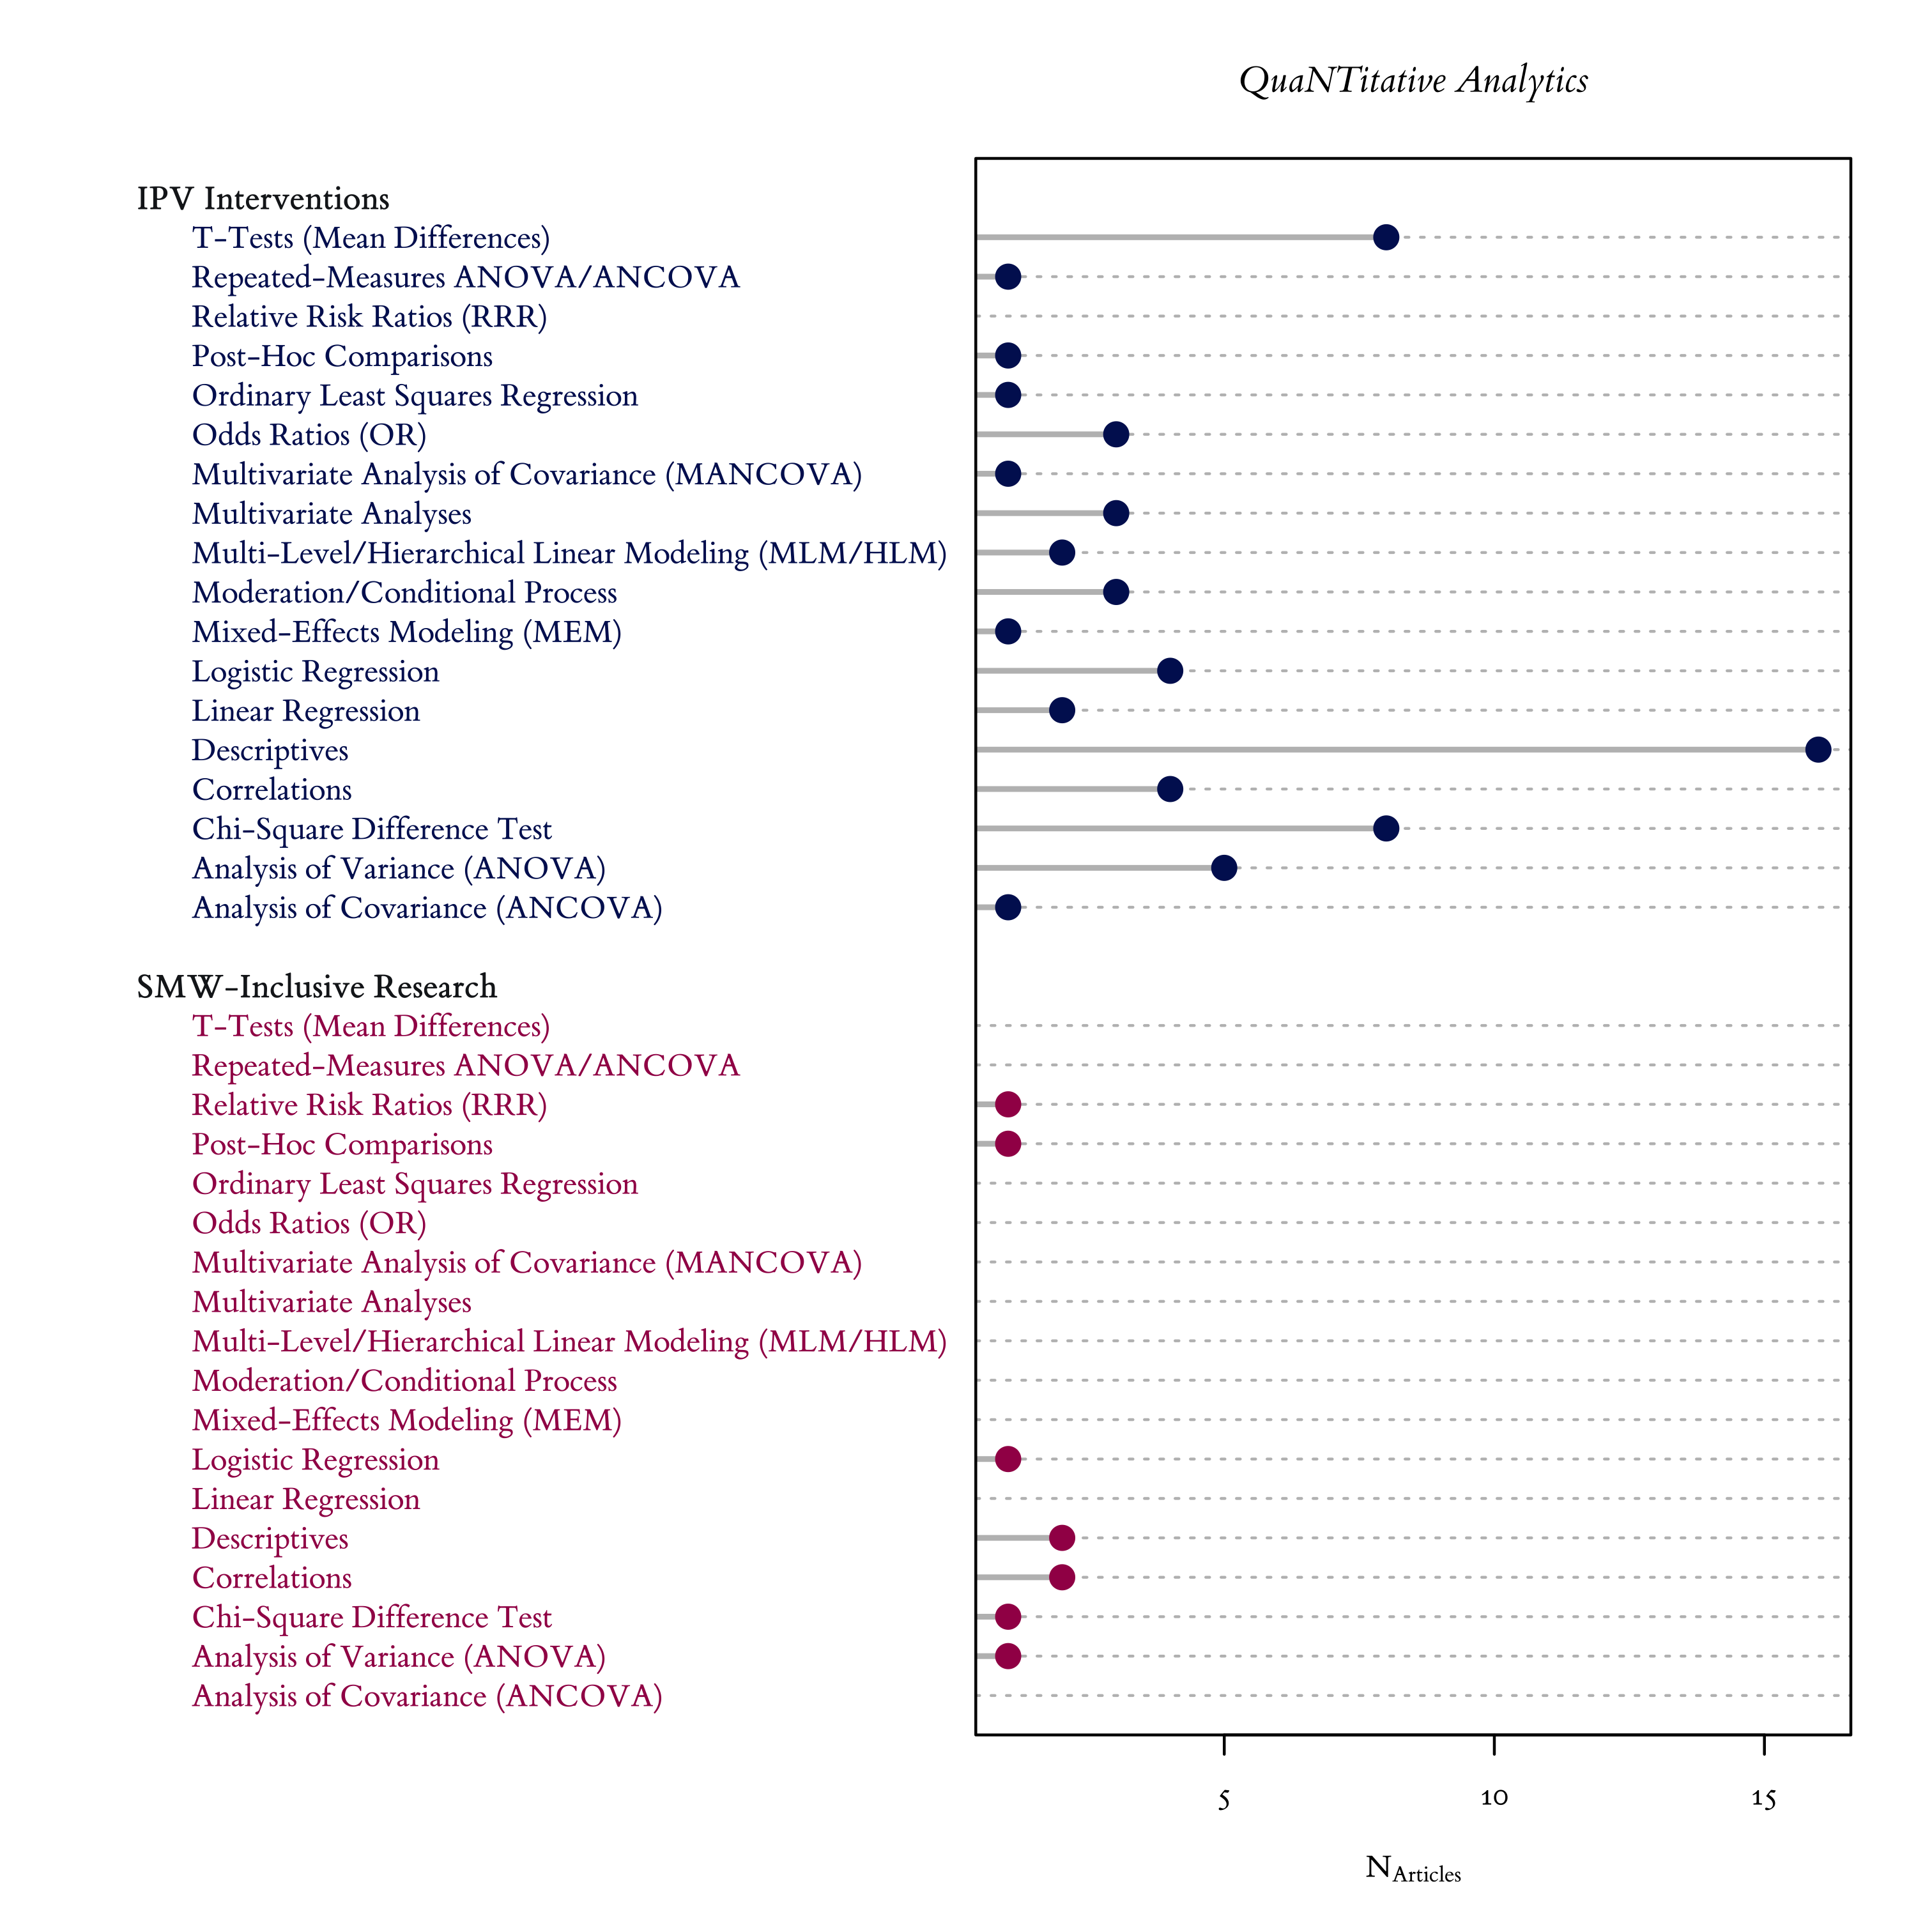 QuaNTitative Analytics
IPV Interventions
T-Tests (Mean Differences)
Repeated-Measures ANOVA/ANCOVA
Relative Risk Ratios (RRR)
Post-Hoc Comparisons
Ordinary Least Squares Regression
Odds Ratios (OR)
Multivariate Analysis of Covariance (MANCOVA)
Multivariate Analyses
Multi-Level/Hierarchical Linear Modeling (MLM/HLM)
Moderation/Conditional Process
Mixed-Effects Modeling (MEM)
Logistic Regression
Linear Regression
Descriptives
Correlations
Chi-Square Difference Test
Analysis of Variance (ANOVA)
Analysis of Covariance (ANCOVA)
SMW-Inclusive Research
T-Tests (Mean Differences)
Repeated-Measures ANOVA/ANCOVA
Relative Risk Ratios (RRR)
Post-Hoc Comparisons
Ordinary Least Squares Regression
Odds Ratios (OR)
Multivariate Analysis of Covariance (MANCOVA)
Multivariate Analyses
Multi-Level/Hierarchical Linear Modeling (MLM/HLM)
Moderation/Conditional Process
Mixed-Effects Modeling (MEM)
Logistic Regression
Linear Regression
Descriptives
Correlations
Chi-Square Difference Test
Analysis of Variance (ANOVA)
Analysis of Covariance (ANCOVA)
5 10 15
N Articles